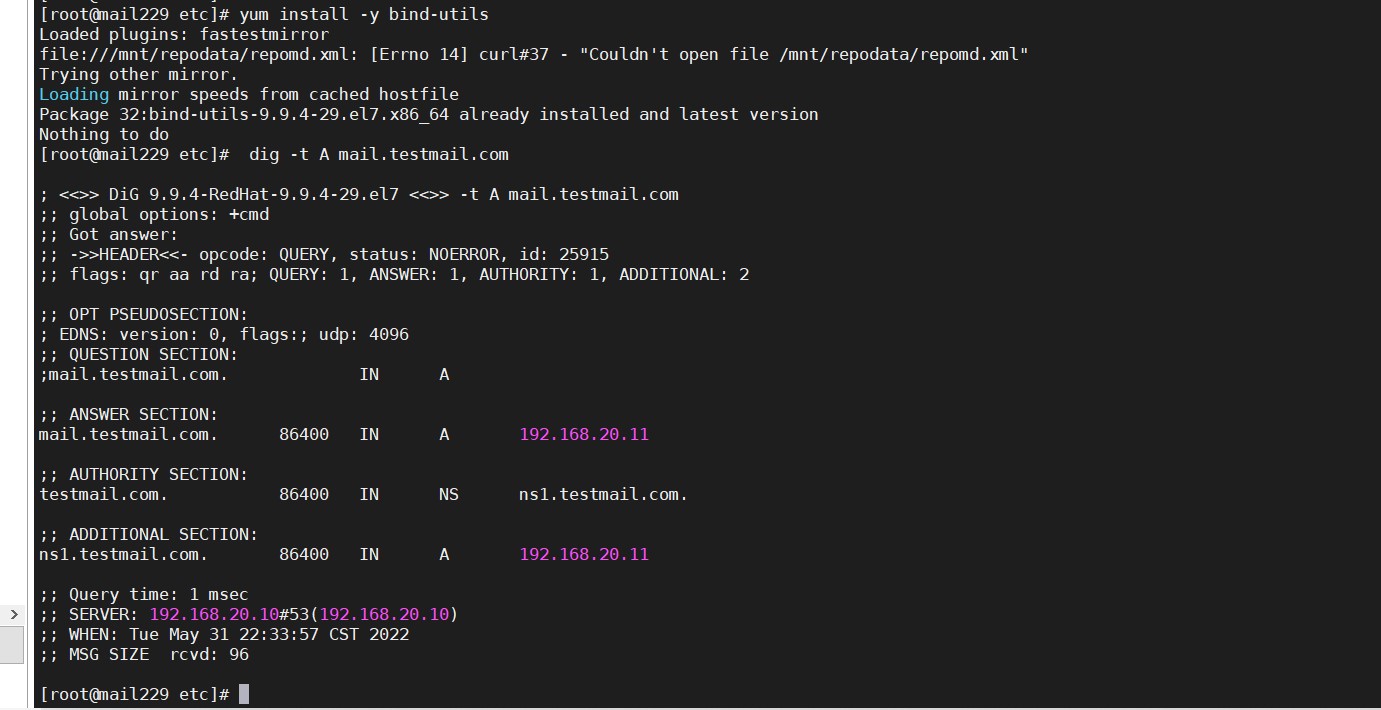 [root@mail229 etc]# yum install -y bind-utils
Loaded plugins: fastestmirror
file:///mnt/repodata/repomd.xml: [Errno 14] curl#37 - "Couldn't open file /mnt/repodata/repomd.xml"
Trying other mirror.
Loading mirror speeds from cached hostfile
Package 32:bind-utils-9.9.4-29.el7.x86_64 already installed and latest version
Nothing to do
[root@mail229 etc]#  dig -t A mail.testmail.com
; <<>> DiG 9.9.4-RedHat-9.9.4-29.el7 <<>> -t A mail.testmail.com
;; global options: +cmd
;; Got answer:
;; ->>HEADER<<- opcode: QUERY, status: NOERROR, id: 25915
;; flags: qr aa rd ra; QUERY: 1, ANSWER: 1, AUTHORITY: 1, ADDITIONAL: 2
;; OPT PSEUDOSECTION:
; EDNS: version: 0, flags:; udp: 4096
;; QUESTION SECTION:
;mail.testmail.com.		IN	A
;; ANSWER SECTION:
mail.testmail.com.	86400	IN	A	192.168.20.11
;; AUTHORITY SECTION:
testmail.com.		86400	IN	NS	ns1.testmail.com.
;; ADDITIONAL SECTION:
ns1.testmail.com.	86400	IN	A	192.168.20.11
;; Query time: 1 msec
;; SERVER: 192.168.20.10#53(192.168.20.10)
;; WHEN: Tue May 31 22:33:57 CST 2022
;; MSG SIZE  rcvd: 96
[root@mail229 etc]#